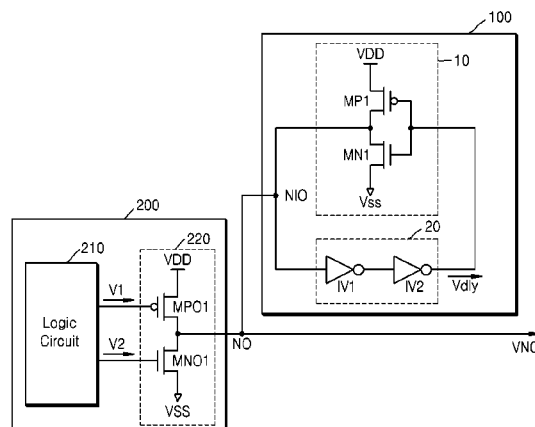 100
VDD
10
MP1
MN1
Vss
NIO
200
20
210
220
VDD
V1
MPO1
IV1
IV2
Vdly
Logic
Circuit
V2
MNO1
NO
VNO
VSS